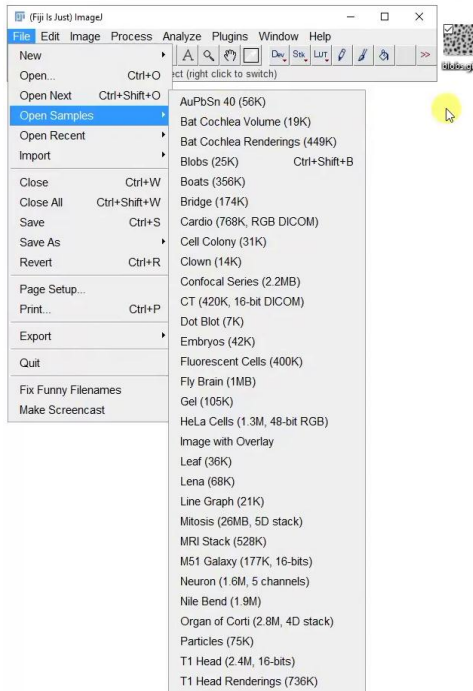 (Fiji Is Just) ImageJ
File Edit Image Process Analyze Plugins Window Help
A Dev Stk LUT >>
ect (right click to switch)
blobs.g
New
Open... Ctrl+O
Open Next Ctrl+Shift+O
Open Samples
Open Recent
Import
Close Ctrl+W
Close All Ctrl+Shift+W
Save Ctrl+S
Save As
Revert Ctrl+R
Page Setup...
Print... Ctrl+P
Export
Quit
Fix Funny Filenames
Make Screencast
AuPbSn 40 (56K)
Bat Cochlea Volume (19K)
Bat Cochlea Renderings (449K)
Blobs (25K) Ctrl+Shift+B
Boats (356K)
Bridge (174K)
Cardio (768K, RGB DICOM)
Cell Colony (31K)
Clown (14K)
Confocal Series (2.2MB)
CT (420K, 16-bit DICOM)
Dot Blot (7K)
Embryos (42K)
Fluorescent Cells (400K)
Fly Brain (1MB)
Gel (105K)
HeLa Cells (1.3M, 48-bit RGB)
Image with Overlay
Leaf (36K)
Lena (68K)
Line Graph (21K)
Mitosis (26MB, 5D stack)
MRI Stack (528K)
M51 Galaxy (177K, 16-bits)
Neuron (1.6M, 5 channels)
Nile Bend (1.9M)
Organ of Corti (2.8M, 4D stack)
Particles (75K)
T1 Head (2.4M, 16-bits)
T1 Head Renderings (736K)